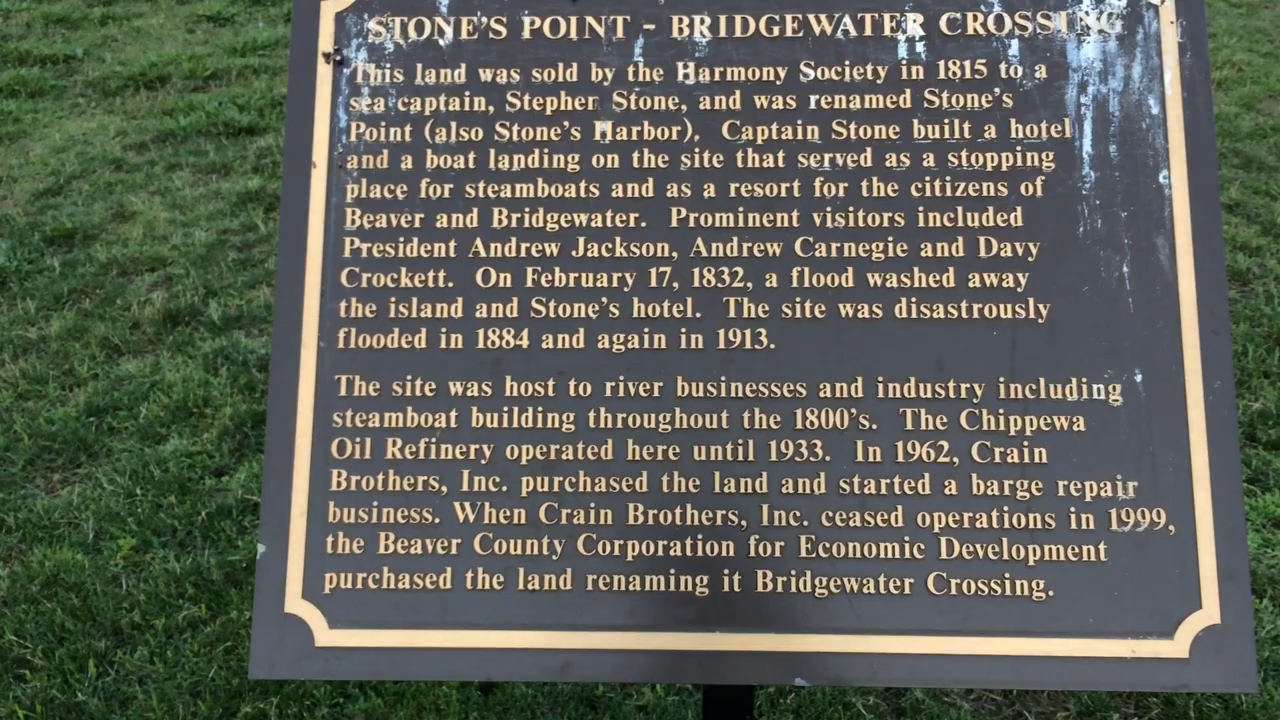 STONE'S POINT - BRIDGEWATER CROSSING
This land was sold by the Harmony Society in 1815 to a
sea captain, Stephen Stone, and was renamed Stone's
Point (also Stone's Harbor). Captain Stone built a hotel
and a boat landing on the site that served as a stopping
place for steamboats and as a resort for the citizens of
Beaver and Bridgewater. Prominent visitors included
President Andrew Jackson, Andrew Carnegie and Davy
Crockett. On February 17, 1832, a flood washed away
the island and Stone's hotel. The site was disastrously
flooded in 1884 and again in 1913.
The site was host to river businesses and industry including
steamboat building throughout the 1800's. The Chippewa
Oil Refinery operated here until 1933. In 1962, Crain
Brothers, Inc. purchased the land and started a barge repair
business. When Crain Brothers, Inc. ceased operations in 1999,
the Beaver County Corporation for Economic Development
purchased the land renaming it Bridgewater Crossing.